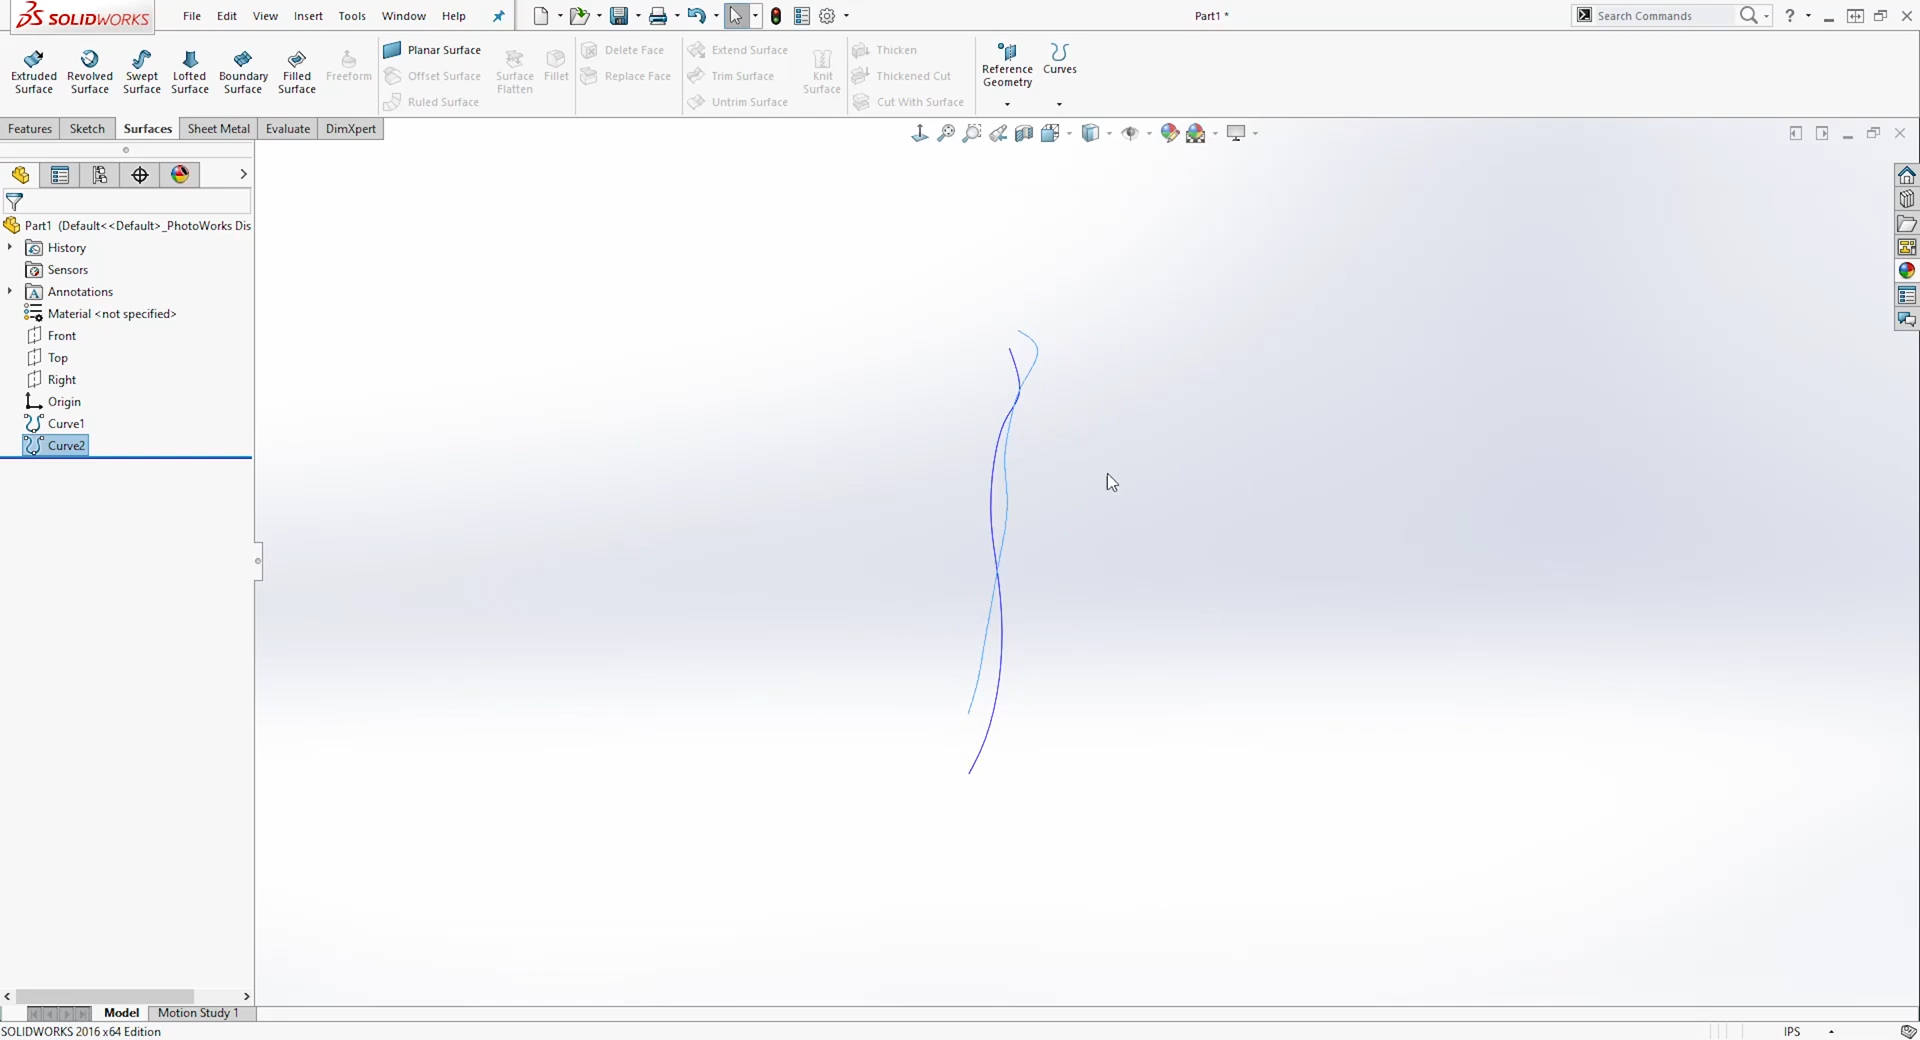 SOLIDWORKS
File Edit View Insert Tools Window Help
Part1 *
Search Commands
?
Extruded Surface
Revolved Surface
Swept Surface
Lofted Surface
Boundary Surface
Filled Surface
Freeform
Planar Surface
Offset Surface
Ruled Surface
Surface Flatten
Fillet
Delete Face
Replace Face
Extend Surface
Trim Surface
Untrim Surface
Knit Surface
Thicken
Thickened Cut
Cut With Surface
Reference Geometry
Curves
Features Sketch Surfaces Sheet Metal Evaluate DimXpert
Part1 (Default<<Default>_PhotoWorks Dis
History
Sensors
Annotations
Material <not specified>
Front
Top
Right
Origin
Curve1
Curve2
Model Motion Study 1
SOLIDWORKS 2016 x64 Edition
IPS